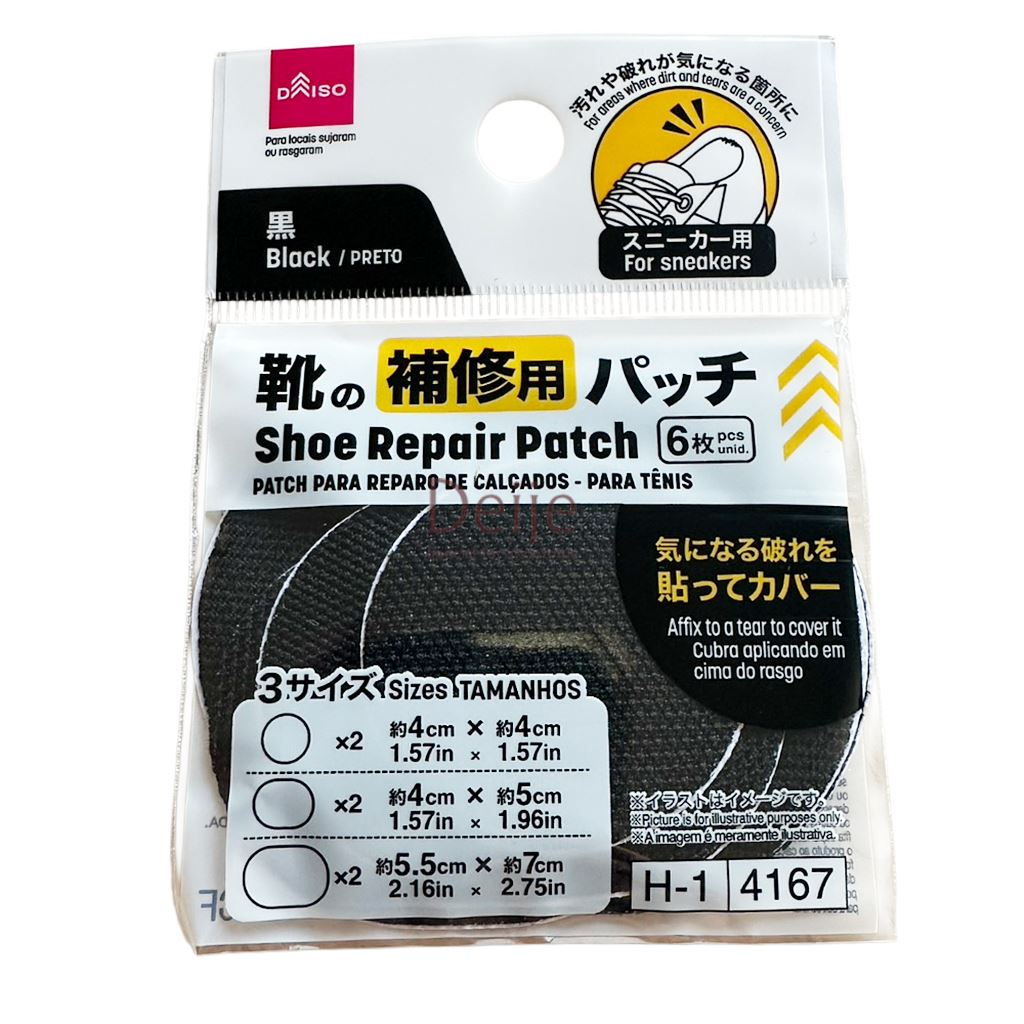 DAISO
Para locais sujaram
ou rasgaram
汚れや破れが気になる箇所に
For areas where dirt and tears are a concern
黒
Black / PRETO
スニーカー用
For sneakers
靴の補修用パッチ
Shoe Repair Patch 6枚 pcs unid.
PATCH PARA REPARO DE CALÇADOS - PARA TÊNIS
Deije
気になる破れを
貼ってカバー
Affix to a tear to cover it
Cubra aplicando em
cima do rasgo
3サイズ Sizes TAMANHOS
×2 約4cm × 約4cm
1.57in × 1.57in
×2 約4cm × 約5cm
1.57in × 1.96in
×2 約5.5cm × 約7cm
2.16in × 2.75in
※イラストはイメージです。
※Picture is for illustrative purposes only.
※A imagem é meramente ilustrativa.
H-1 4167